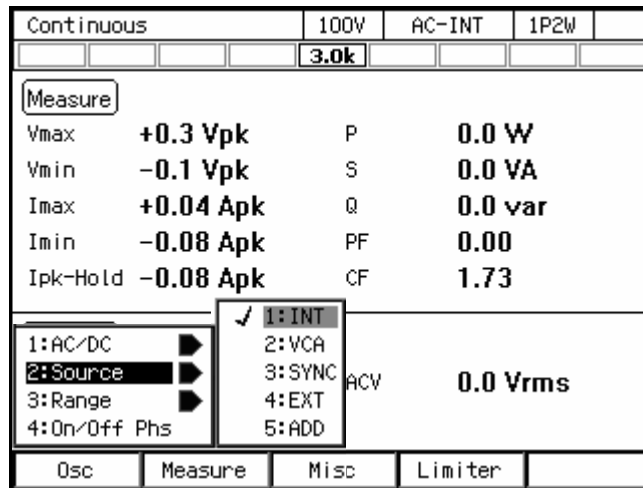 Continuous 100V AC-INT 1P2W
3.0k
Measure
Vmax +0.3 Vpk P 0.0 W
Vmin −0.1 Vpk S 0.0 VA
Imax +0.04 Apk Q 0.0 var
Imin −0.08 Apk PF 0.00
Ipk-Hold −0.08 Apk CF 1.73
✓ 1:INT
1:AC/DC 2:VCA
2:Source 3:SYNC ACV 0.0 Vrms
3:Range 4:EXT
4:On/Off Phs 5:ADD
Osc Measure Misc Limiter